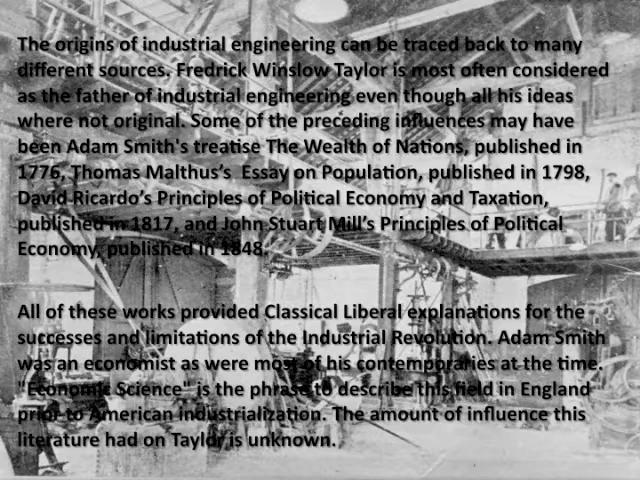 The origins of industrial engineering can be traced back to many
different sources. Fredrick Winslow Taylor is most often considered
as the father of industrial engineering even though all his ideas
where not original. Some of the preceding influences may have
been Adam Smith's treatise The Wealth of Nations, published in
1776, Thomas Malthus’s  Essay on Population, published in 1798,
David Ricardo’s Principles of Political Economy and Taxation,
published in 1817, and John Stuart Mill’s Principles of Political
Economy, published in 1848.

All of these works provided Classical Liberal explanations for the
successes and limitations of the Industrial Revolution. Adam Smith
was an economist as were most of his contemporaries at the time.
"Economic Science" is the phrase to describe this field in England
prior to American industrialization. The amount of influence this
literature had on Taylor is unknown.